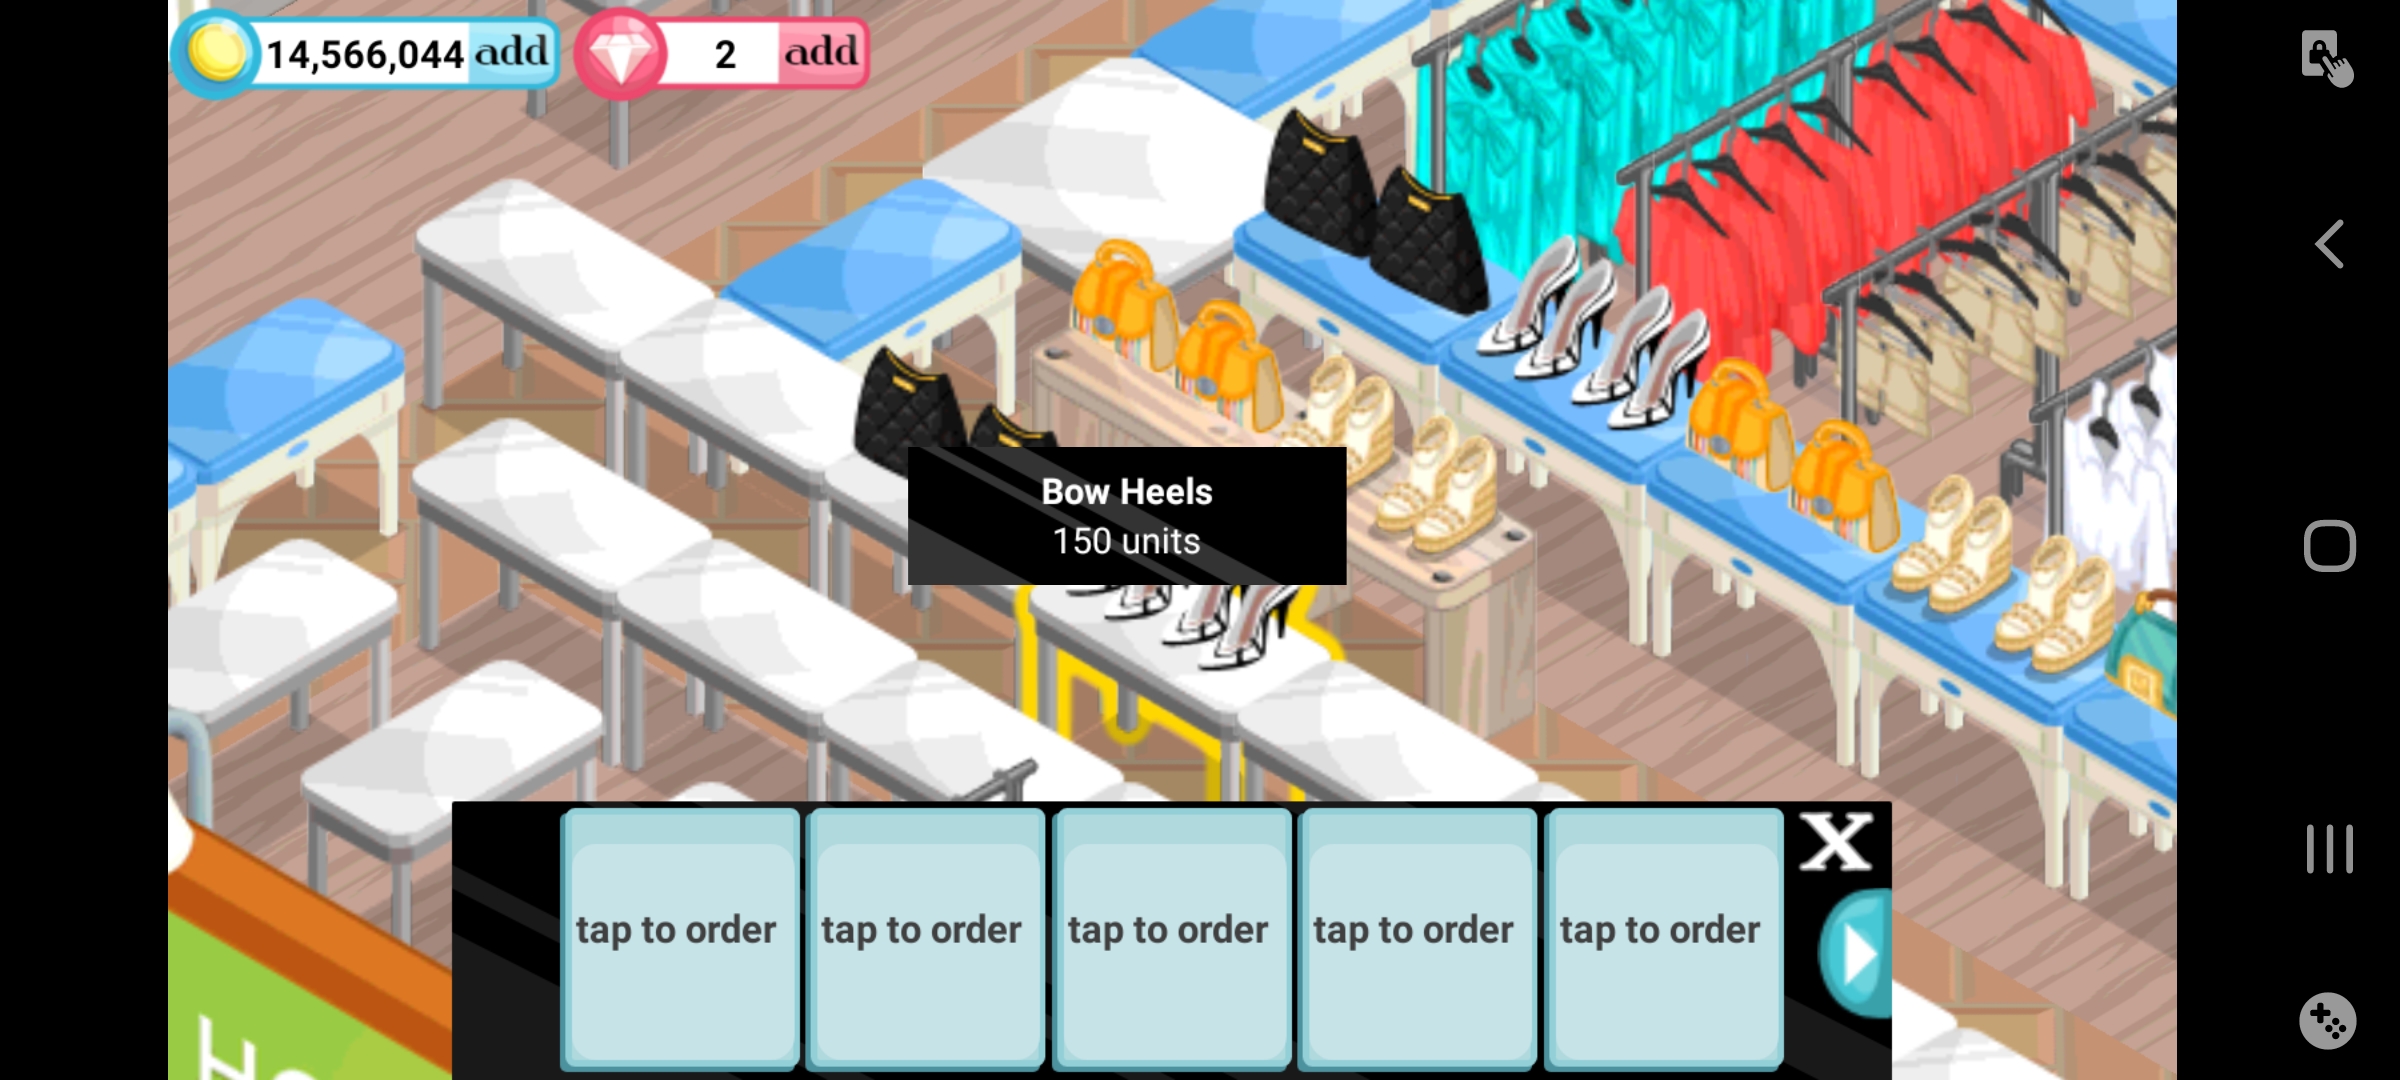 14,566,044 add 2 add
Bow Heels
150 units
X
tap to order tap to order tap to order tap to order tap to order